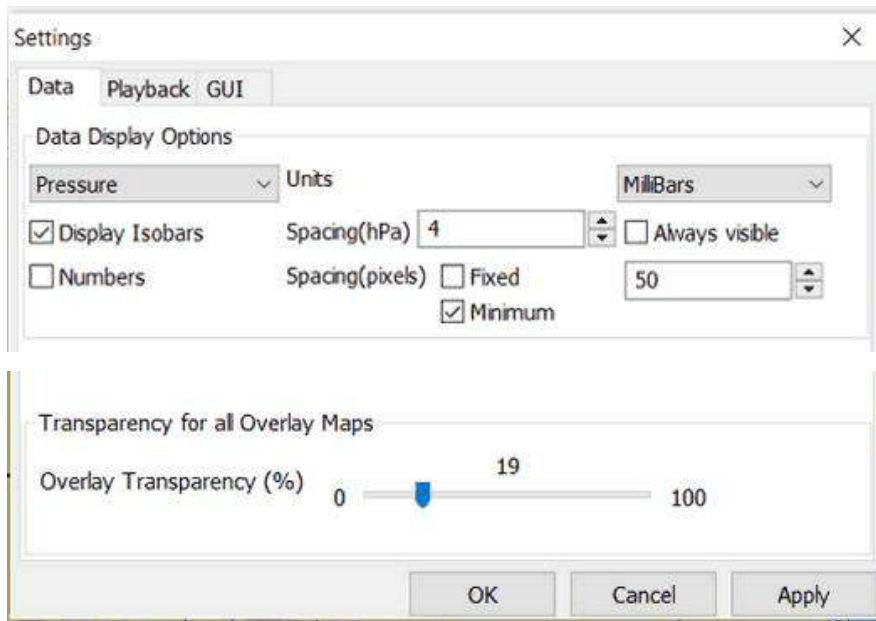 Settings
Data Playback GUI
Data Display Options
Pressure Units MilliBars
Display Isobars Spacing(hPa) 4 Always visible
Numbers Spacing(pixels) Fixed 50
Minimum
Transparency for all Overlay Maps
19
Overlay Transparency (%) 0 100
OK Cancel Apply